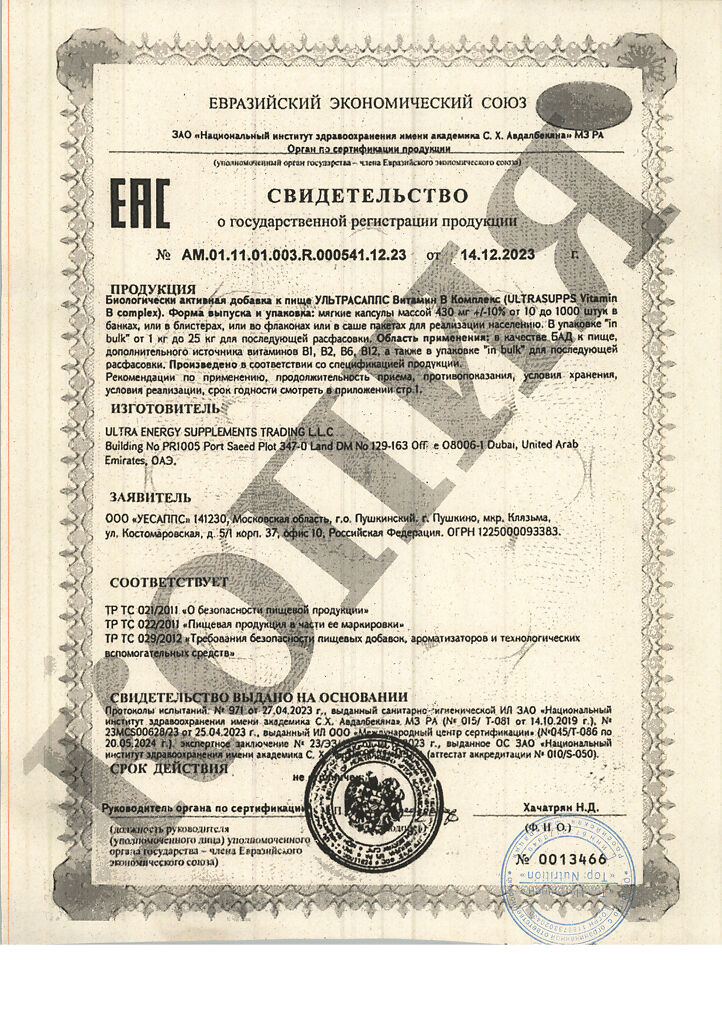 ЕВРАЗИЙСКИЙ ЭКОНОМИЧЕСКИЙ СОЮЗ
ЗАО «Национальный институт здравоохранения имени академика С. Х. Авдалбекяна» МЗ РА
Орган по сертификации продукции
(уполномоченный орган государства – члена Евразийского экономического союза)
EAC
СВИДЕТЕЛЬСТВО
о государственной регистрации продукции
№ AM.01.11.01.003.R.000541.12.23 от 14.12.2023 г.
ПРОДУКЦИЯ
Биологически активная добавка к пище УЛЬТРАСАППС Витамин В Комплекс (ULTRASUPPS Vitamin
B complex). Форма выпуска и упаковка: мягкие капсулы массой 430 мг +/-10% от 10 до 1000 штук в
банках, или в блистерах, или во флаконах или в саше пакетах для реализации населению. В упаковке "in
bulk" от 1 кг до 25 кг для последующей расфасовки. Область применения: в качестве БАД к пище,
дополнительного источника витаминов В1, В2, В6, В12, а также в упаковке "in bulk" для последующей
расфасовки. Произведено в соответствии со спецификацией продукции.
Рекомендации по применению, продолжительность приема, противопоказания, условия хранения,
условия реализации, срок годности смотреть в приложении стр.1.
ИЗГОТОВИТЕЛЬ
ULTRA ENERGY SUPPLEMENTS TRADING L.L.C
Building No PR1005 Port Saeed Plot 347-0 Land DM No 129-163 Off e O8006-1 Dubai, United Arab
Emirates, ОАЭ.
ЗАЯВИТЕЛЬ
ООО «УЕСАППС» 141230, Московская область, г.о. Пушкинский, г. Пушкино, мкр. Клязьма,
ул. Костомаровская, д. 5/1 корп. 37, офис 10, Российская Федерация. ОГРН 1225000093383.
СООТВЕТСТВУЕТ
ТР ТС 021/2011 «О безопасности пищевой продукции»
ТР ТС 022/2011 «Пищевая продукция в части ее маркировки»
ТР ТС 029/2012 «Требования безопасности пищевых добавок, ароматизаторов и технологических
вспомогательных средств»
СВИДЕТЕЛЬСТВО ВЫДАНО НА ОСНОВАНИИ
Протоколы испытаний: № 971 от 27.04.2023 г., выданный санитарно-гигиенической ИЛ ЗАО «Национальный
институт здравоохранения имени академика С.Х. Авдалбекяна» МЗ РА (№ 015/ Т-081 от 14.10.2019 г.), №
23MCS00628/23 от 25.04.2023 г., выданный ИЛ ООО «Международный центр сертификации» (№045/Т-086 по
20.05.2024 г.), экспертное заключение № 2023 г., выданное ОС ЗАО «Национальный
институт здравоохранения имени академика С. Х. (аттестат аккредитации № 010/S-050).
СРОК ДЕЙСТВИЯ
не
Руководитель органа по сертификации
Хачатрян Н.Д.
(должность руководителя
(уполномоченного лица) уполномоченного
органа государства – члена Евразийского
экономического союза)
(Ф. И. О.)
№ 0013466
«Top Nutrition»
КОПИЯ